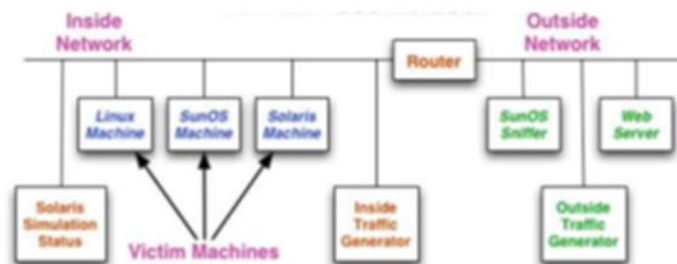 Inside
Network
Outside
Network
Router
Linux
Machine
SunOS
Machine
Solaris
Machine
SunOS
Sniffer
Web
Server
Solaris
Simulation
Status
Victim Machines
Inside
Traffic
Generator
Outside
Traffic
Generator